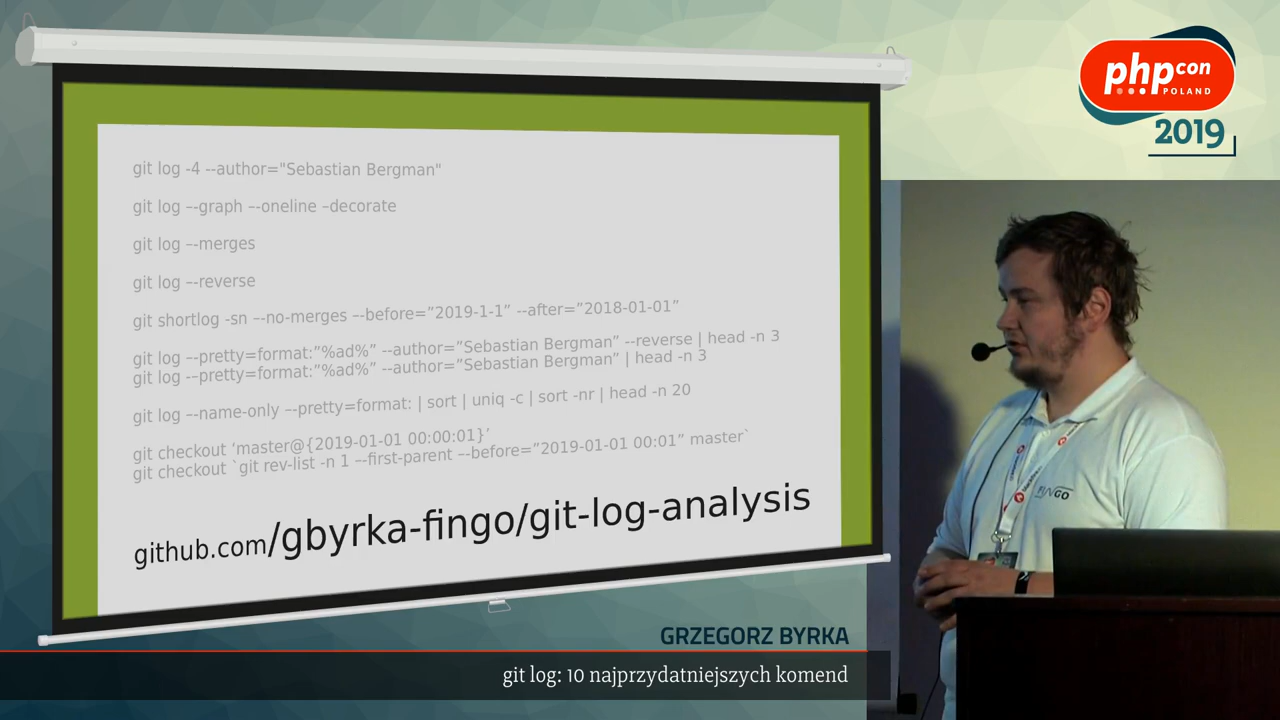 git log -4 --author="Sebastian Bergman"
git log –-graph –-oneline –decorate
git log –-merges
git log –-reverse
git shortlog -sn –-no-merges –-before=”2019-1-1” --after=”2018-01-01”
git log –-pretty=format:”%ad%” --author=”Sebastian Bergman” --reverse | head -n 3
git log –-pretty=format:”%ad%” --author=”Sebastian Bergman” | head -n 3
git log –-name-only –-pretty=format: | sort | uniq -c | sort -nr | head -n 20
git checkout ‘master@{2019-01-01 00:00:01}’
git checkout `git rev-list -n 1 –-first-parent –-before=”2019-01-01 00:01” master`
github.com/gbyrka-fingo/git-log-analysis
phpcon
POLAND
2019
FINGO
GRZEGORZ BYRKA
git log: 10 najprzydatniejszych komend